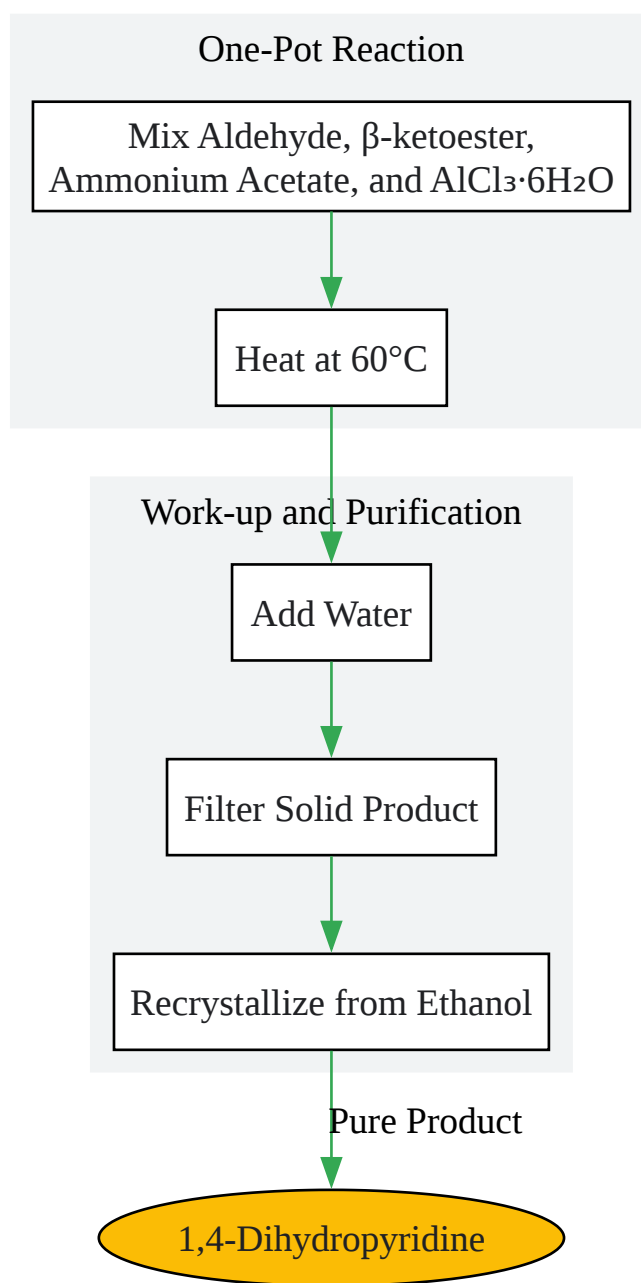 One-Pot Reaction
Mix Aldehyde, β-ketoester,
Ammonium Acetate, and AlCl₃·6H₂O
Heat at 60°C
Work-up and Purification
Add Water
Filter Solid Product
Recrystallize from Ethanol
Pure Product
1,4-Dihydropyridine